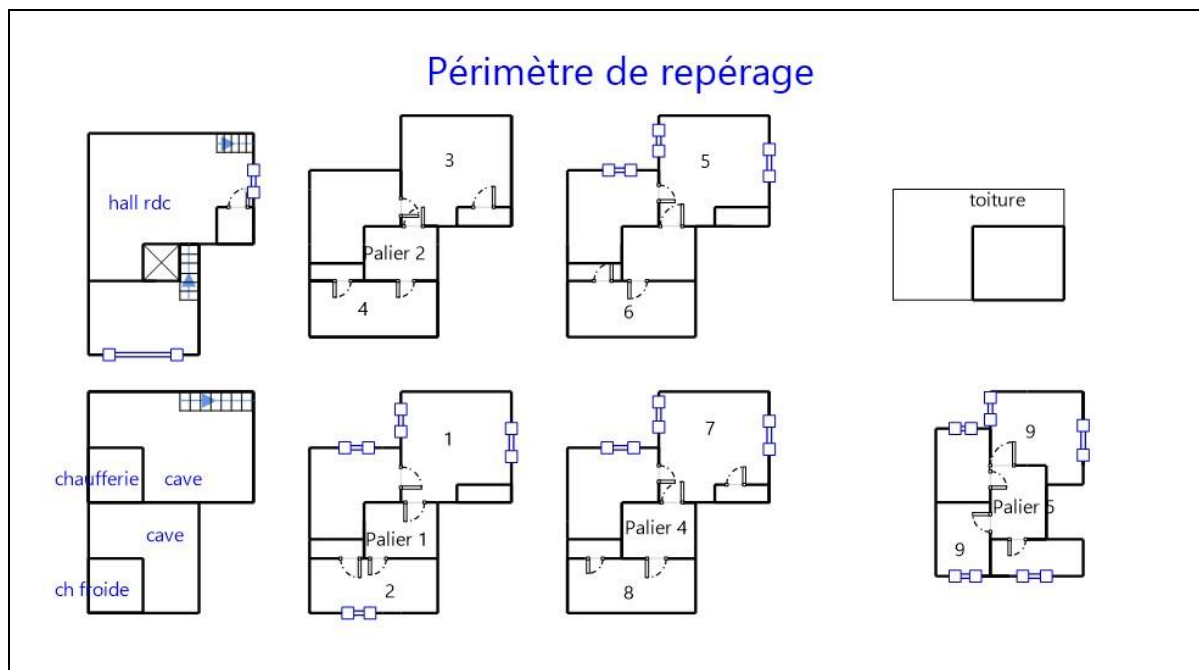 Périmètre de repérage
hall rdc
3
Palier 2
4
5
6
toiture
chaufferie
cave
cave
ch froide
1
Palier 1
2
7
Palier 4
8
9
Palier 5
9